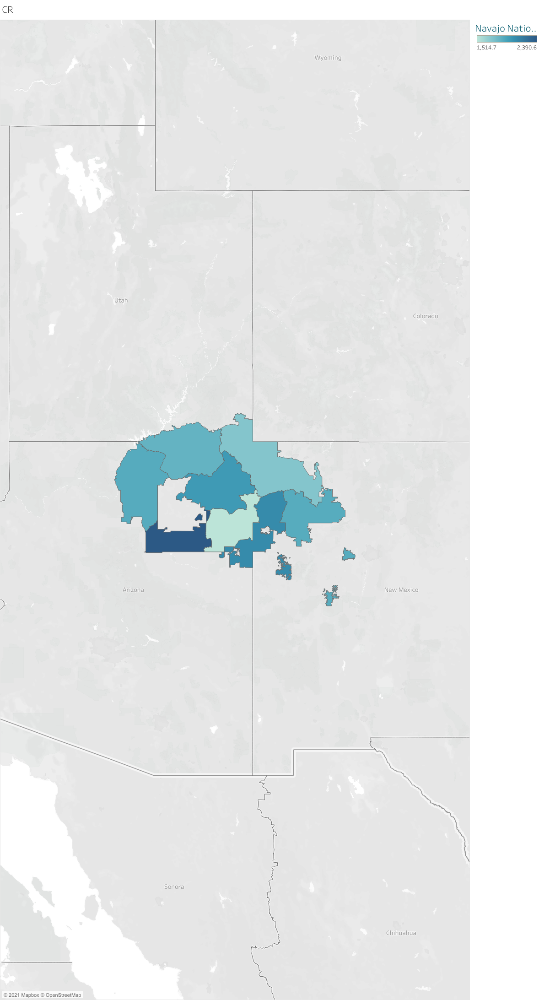 CR
Navajo Natio..
1,514.7 2,390.6
Wyoming
Utah
Colorado
Arizona
New Mexico
Sonora
Chihuahua
© 2021 Mapbox © OpenStreetMap